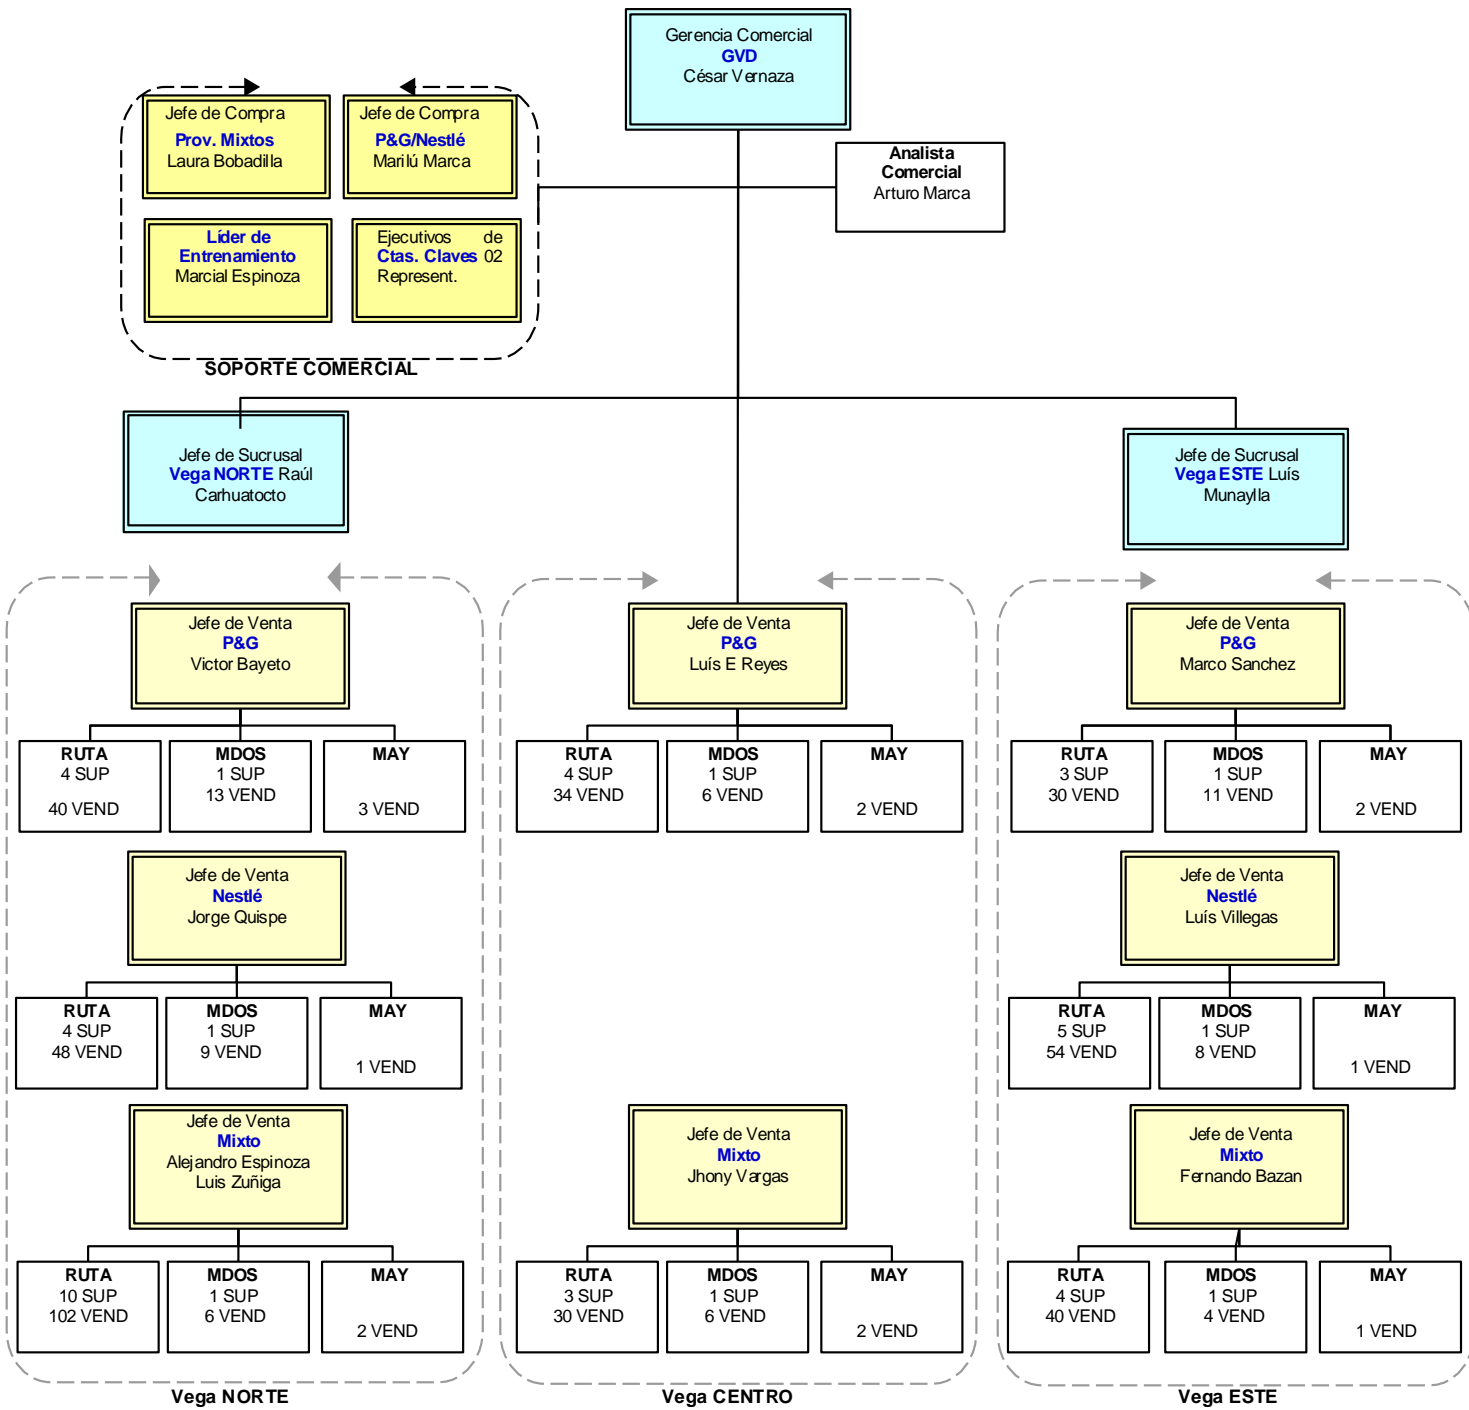 Gerencia Comercial
GVD
César Vernaza
Jefe de Compra
Prov. Mixtos
Laura Bobadilla
Jefe de Compra
P&G/Nestlé
Marilú Marca
Analista
Comercial
Arturo Marca
Líder de
Entrenamiento
Marcial Espinoza
Ejecutivos de
Ctas. Claves 02
Represent.
SOPORTE COMERCIAL
Jefe de Sucrusal
Vega NORTE Raúl
Carhuatocto
Jefe de Sucrusal
Vega ESTE Luís
Munaylla
Jefe de Venta
P&G
Victor Bayeto
RUTA
4 SUP
40 VEND
MDOS
1 SUP
13 VEND
MAY
3 VEND
Jefe de Venta
Nestlé
Jorge Quispe
RUTA
4 SUP
48 VEND
MDOS
1 SUP
9 VEND
MAY
1 VEND
Jefe de Venta
Mixto
Alejandro Espinoza
Luis Zuñiga
RUTA
10 SUP
102 VEND
MDOS
1 SUP
6 VEND
MAY
2 VEND
Vega NORTE
Jefe de Venta
P&G
Luís E Reyes
RUTA
4 SUP
34 VEND
MDOS
1 SUP
6 VEND
MAY
2 VEND
Jefe de Venta
Mixto
Jhony Vargas
RUTA
3 SUP
30 VEND
MDOS
1 SUP
6 VEND
MAY
2 VEND
Vega CENTRO
Jefe de Venta
P&G
Marco Sanchez
RUTA
3 SUP
30 VEND
MDOS
1 SUP
11 VEND
MAY
2 VEND
Jefe de Venta
Nestlé
Luís Villegas
RUTA
5 SUP
54 VEND
MDOS
1 SUP
8 VEND
MAY
1 VEND
Jefe de Venta
Mixto
Fernando Bazan
RUTA
4 SUP
40 VEND
MDOS
1 SUP
4 VEND
MAY
1 VEND
Vega ESTE